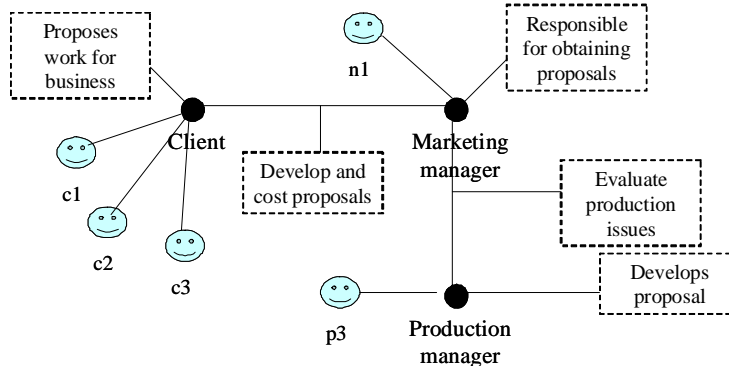 Proposes
work for
business
n1
Responsible
for obtaining
proposals
Client
Marketing
manager
c1
Develop and
cost proposals
Evaluate
production
issues
c2
c3
Develops
proposal
p3
Production
manager